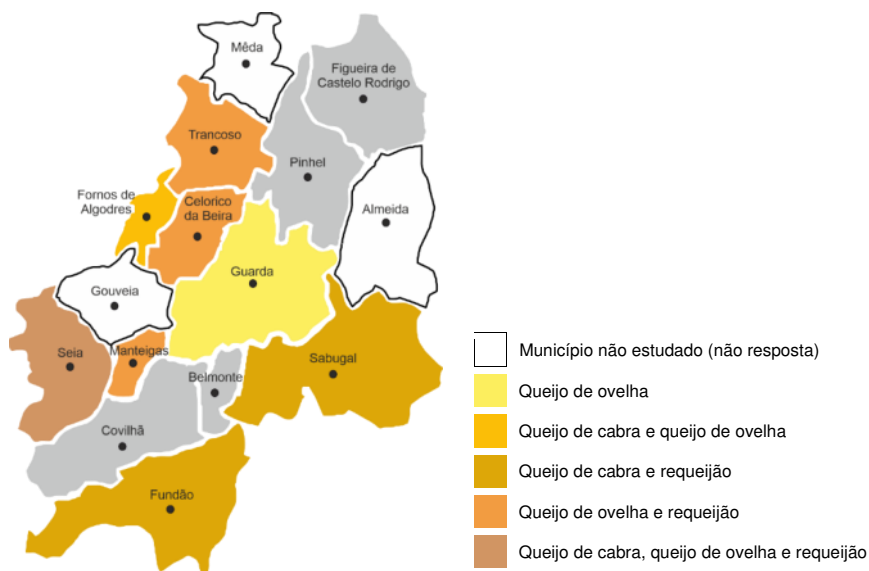 Mêda
Figueira de
Castelo Rodrigo
Trancoso
Pinhel
Fornos de
Algodres
Celorico
da Beira
Almeida
Guarda
Gouveia
Seia
Manteigas
Belmonte
Sabugal
Covilhã
Fundão
Município não estudado (não resposta)
Queijo de ovelha
Queijo de cabra e queijo de ovelha
Queijo de cabra e requeijão
Queijo de ovelha e requeijão
Queijo de cabra, queijo de ovelha e requeijão